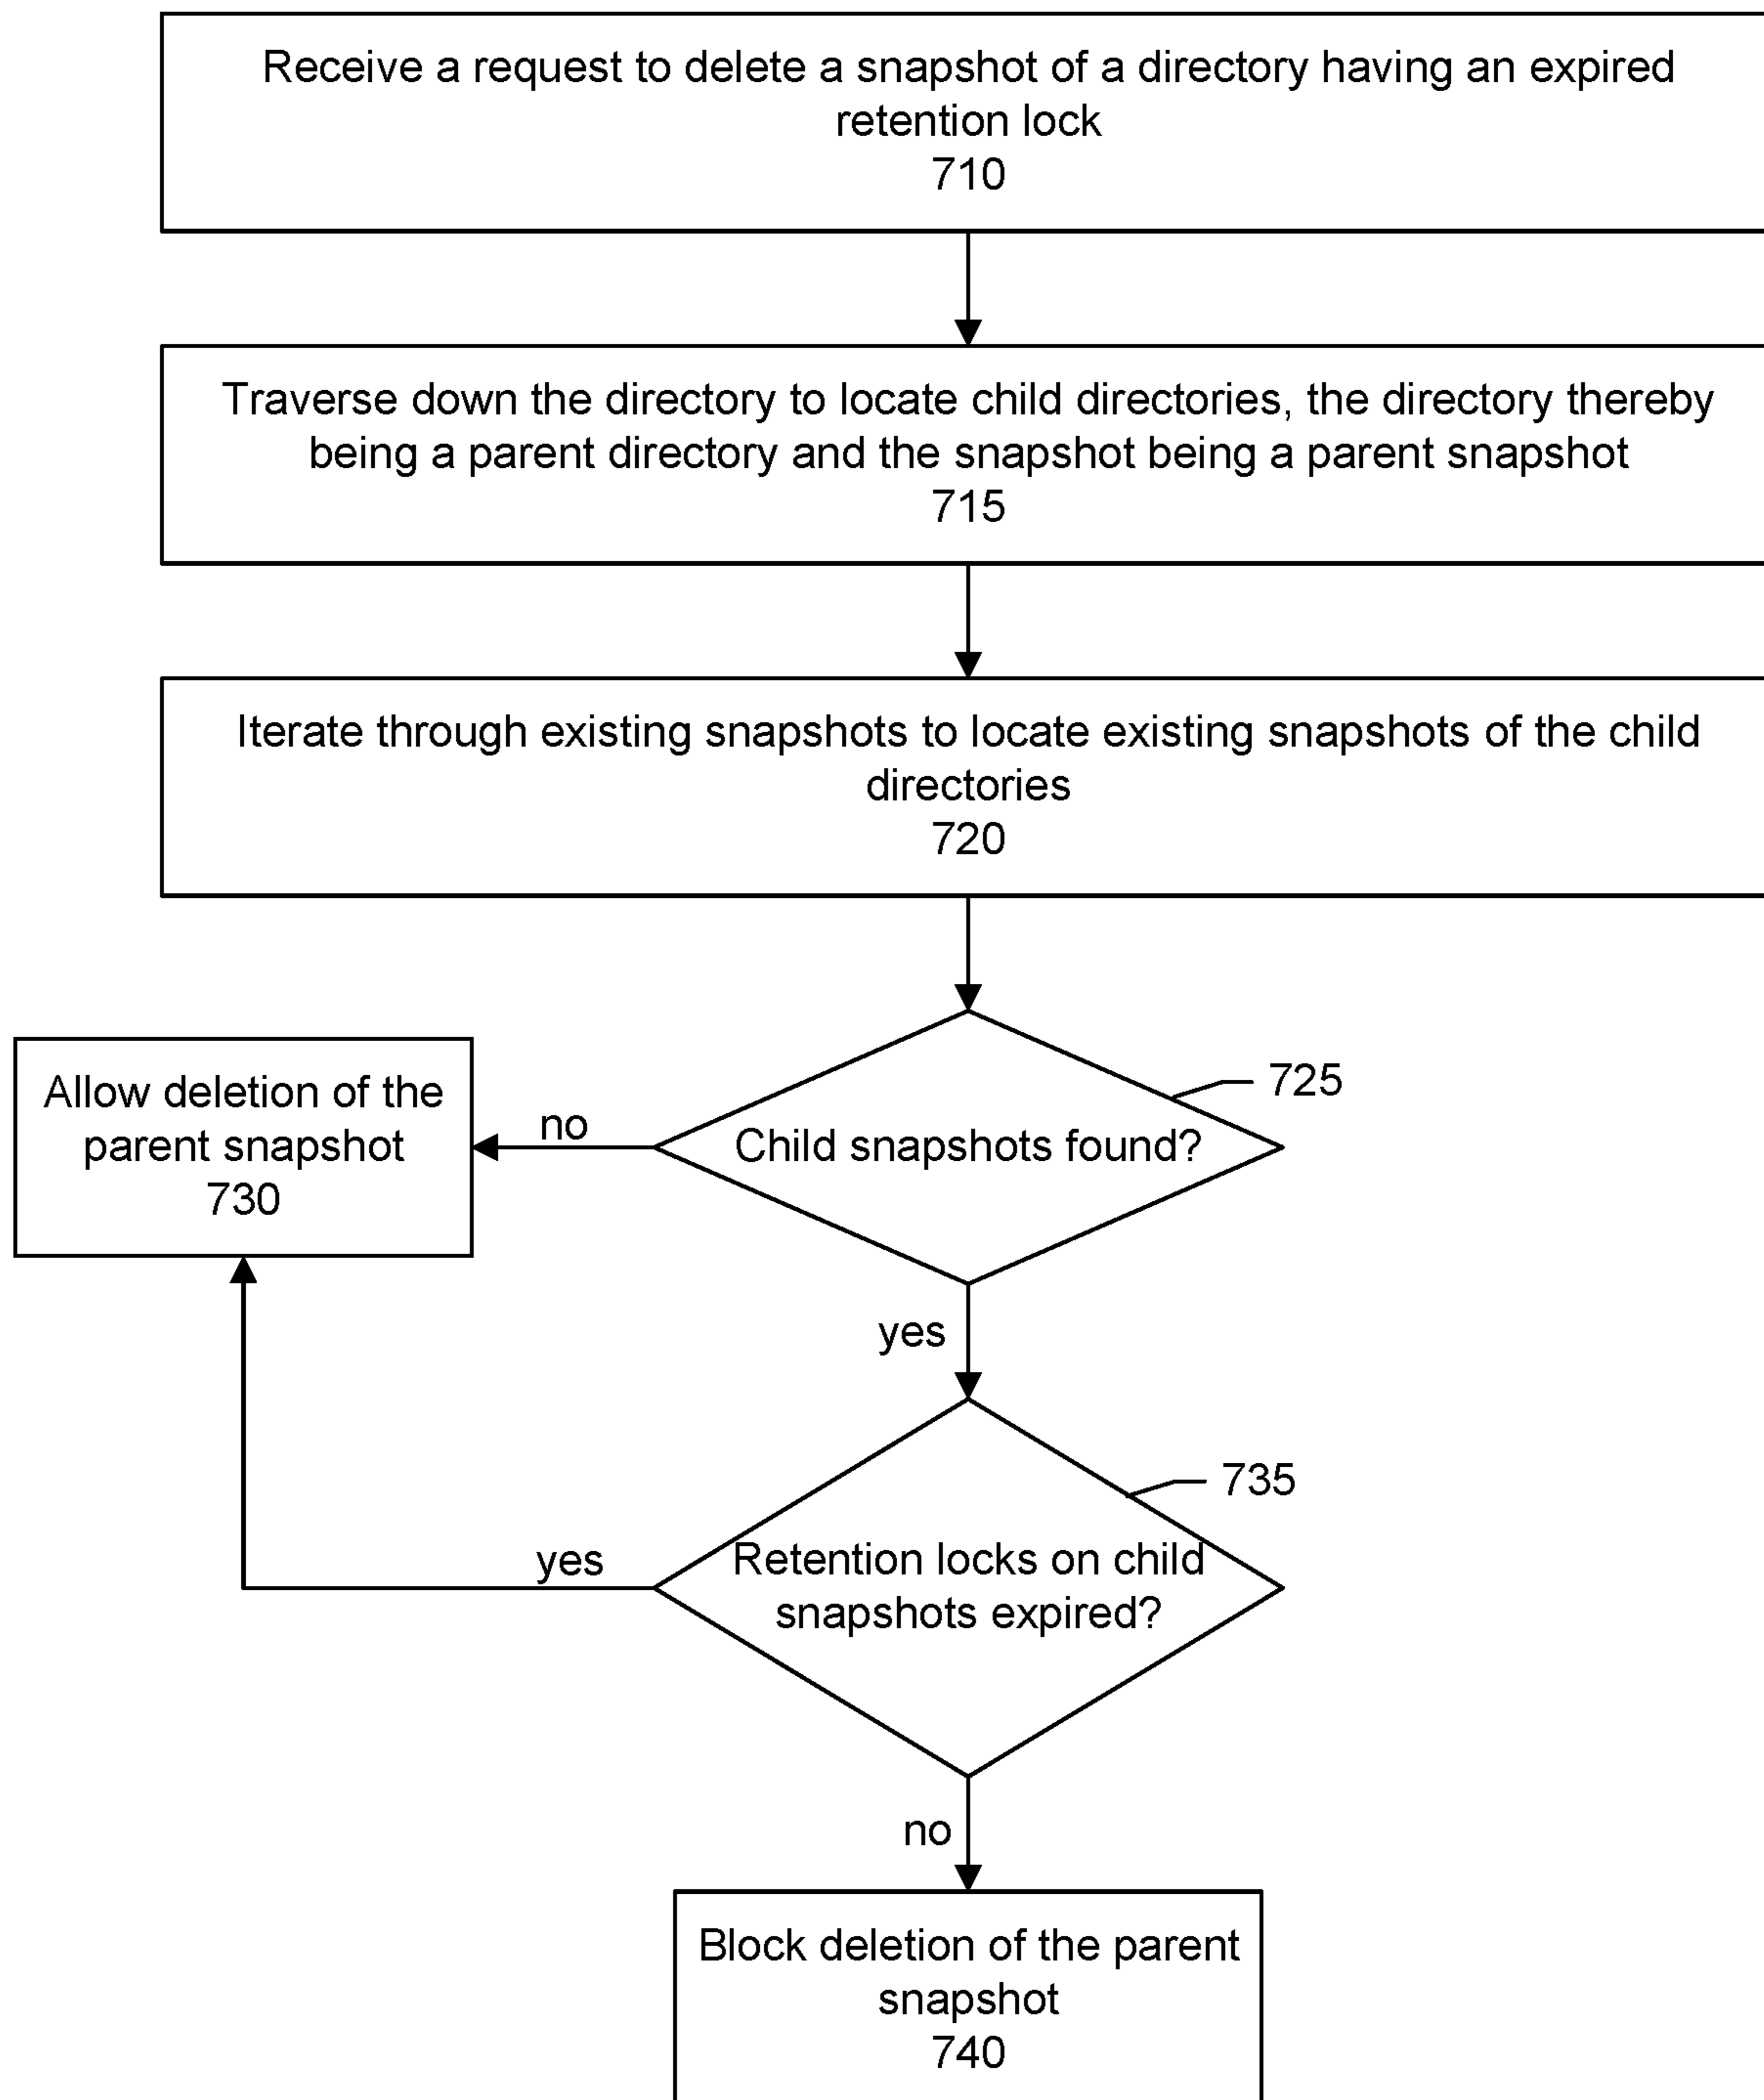 Receive a request to delete a snapshot of a directory having an expired
retention lock
710
Traverse down the directory to locate child directories, the directory thereby
being a parent directory and the snapshot being a parent snapshot
715
Iterate through existing snapshots to locate existing snapshots of the child
directories
720
725
Child snapshots found?
no
Allow deletion of the
parent snapshot
730
yes
735
Retention locks on child
snapshots expired?
yes
no
Block deletion of the parent
snapshot
740